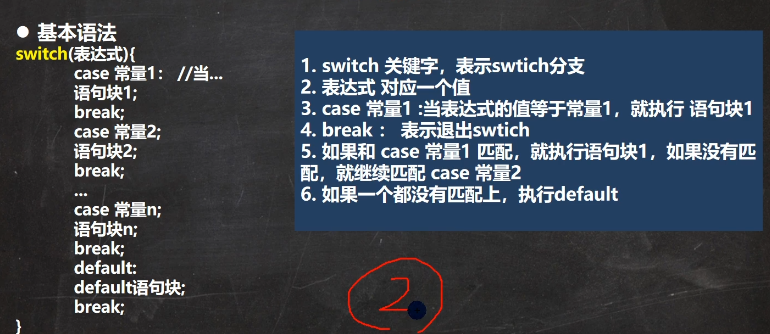 ● 基本语法
switch(表达式){
case 常量1： //当...
语句块1;
break;
case 常量2;
语句块2;
break;
...
case 常量n;
语句块n;
break;
default:
default语句块;
break;
}
1. switch 关键字，表示swtich分支
2. 表达式 对应一个值
3. case 常量1 :当表达式的值等于常量1，就执行 语句块1
4. break ： 表示退出swtich
5. 如果和 case 常量1 匹配，就执行语句块1，如果没有匹
配，就继续匹配 case 常量2
6. 如果一个都没有匹配上，执行default
2